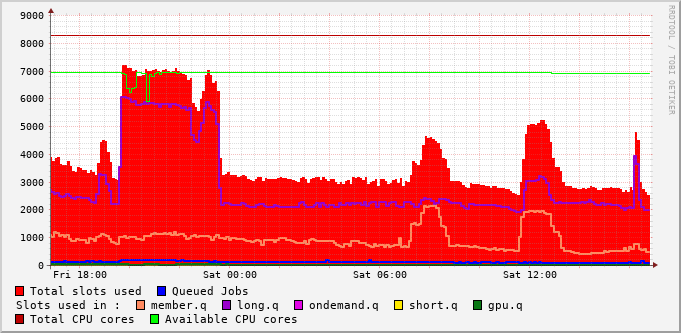 RRDTOOL / TOBI OETIKER
9000
8000
7000
6000
5000
4000
3000
2000
1000
0
Fri 18:00 Sat 00:00 Sat 06:00 Sat 12:00
Total slots used Queued Jobs
Slots used in : member.q long.q ondemand.q short.q gpu.q
Total CPU cores Available CPU cores